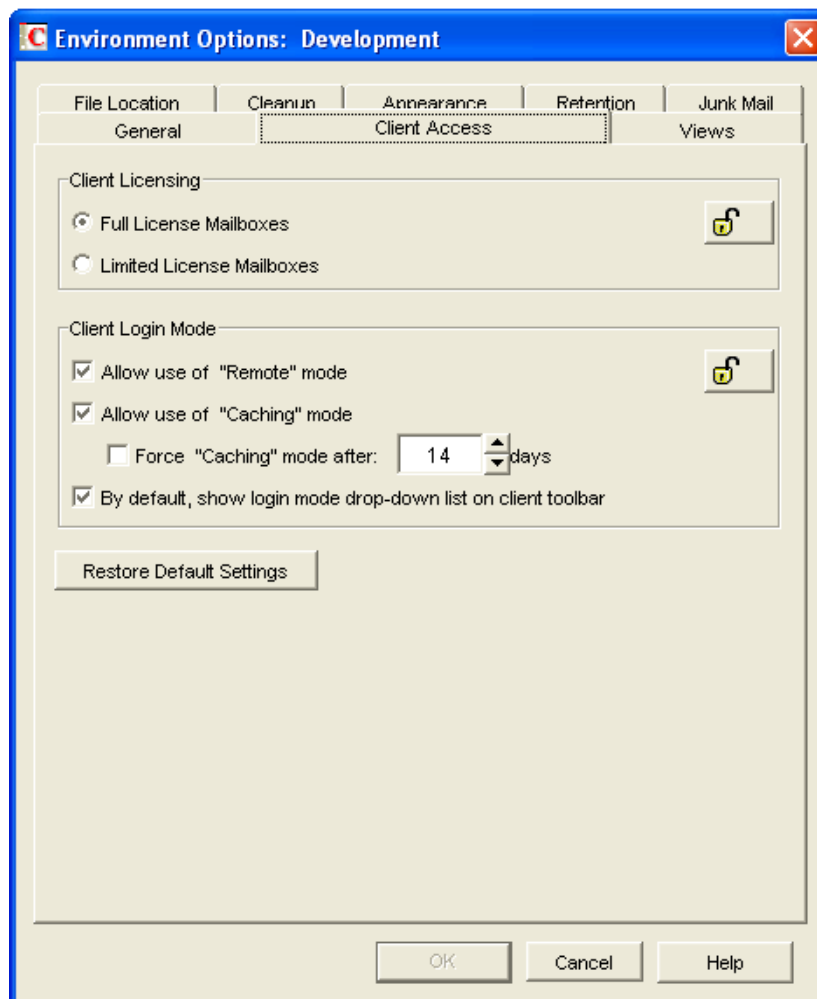 C Environment Options: Development
File Location Cleanup Appearance Retention Junk Mail
General Client Access Views
Client Licensing
Full License Mailboxes
Limited License Mailboxes
Client Login Mode
Allow use of "Remote" mode
Allow use of "Caching" mode
Force "Caching" mode after: 14 days
By default, show login mode drop-down list on client toolbar
Restore Default Settings
OK Cancel Help